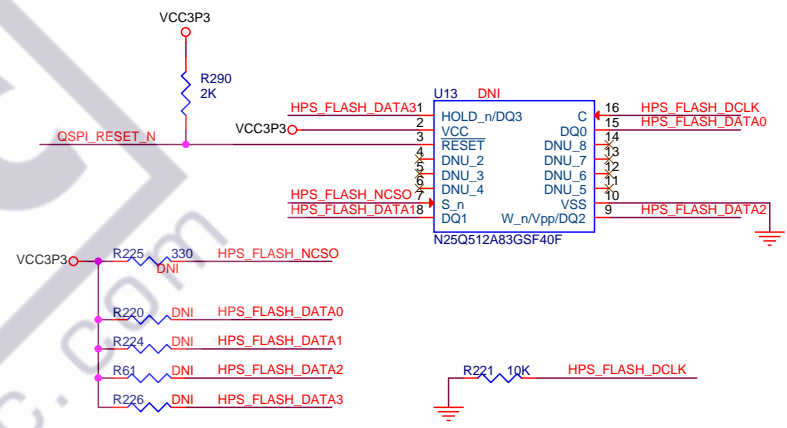 VCC3P3
R290
2K
QSPI_RESET_N
VCC3P3
U13 DNI
HPS_FLASH_DATA3 1 HOLD_n/DQ3 C 16 HPS_FLASH_DCLK
2 VCC DQ0 15 HPS_FLASH_DATA0
3 RESET DNU_8 14
4 DNU_2 DNU_7 13
5 DNU_3 DNU_6 12
6 DNU_4 DNU_5 11
HPS_FLASH_NCSO 7 S_n VSS 10
HPS_FLASH_DATA1 8 DQ1 W_n/Vpp/DQ2 9 HPS_FLASH_DATA2
N25Q512A83GSF40F
VCC3P3 R225 330 HPS_FLASH_NCSO
DNI
R220 DNI HPS_FLASH_DATA0
R224 DNI HPS_FLASH_DATA1
R61 DNI HPS_FLASH_DATA2
R226 DNI HPS_FLASH_DATA3
R221 10K HPS_FLASH_DCLK
c.com